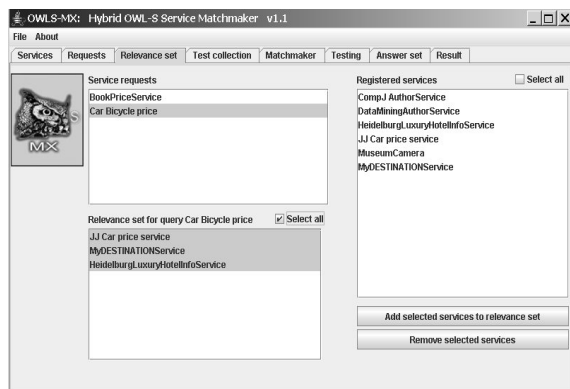 OWLS-MX: Hybrid OWL-S Service Matchmaker v1.1
File About
Services Requests Relevance set Test collection Matchmaker Testing Answer set Result
S
MX
Service requests
BookPriceService
Car Bicycle price
Relevance set for query Car Bicycle price Select all
JJ Car price service
MyDESTINATIONService
HeidelburgLuxuryHotelInfoService
Registered services Select all
CompJ AuthorService
DataMiningAuthorService
HeidelburgLuxuryHotelInfoService
JJ Car price service
MuseumCamera
MyDESTINATIONService
Add selected services to relevance set
Remove selected services